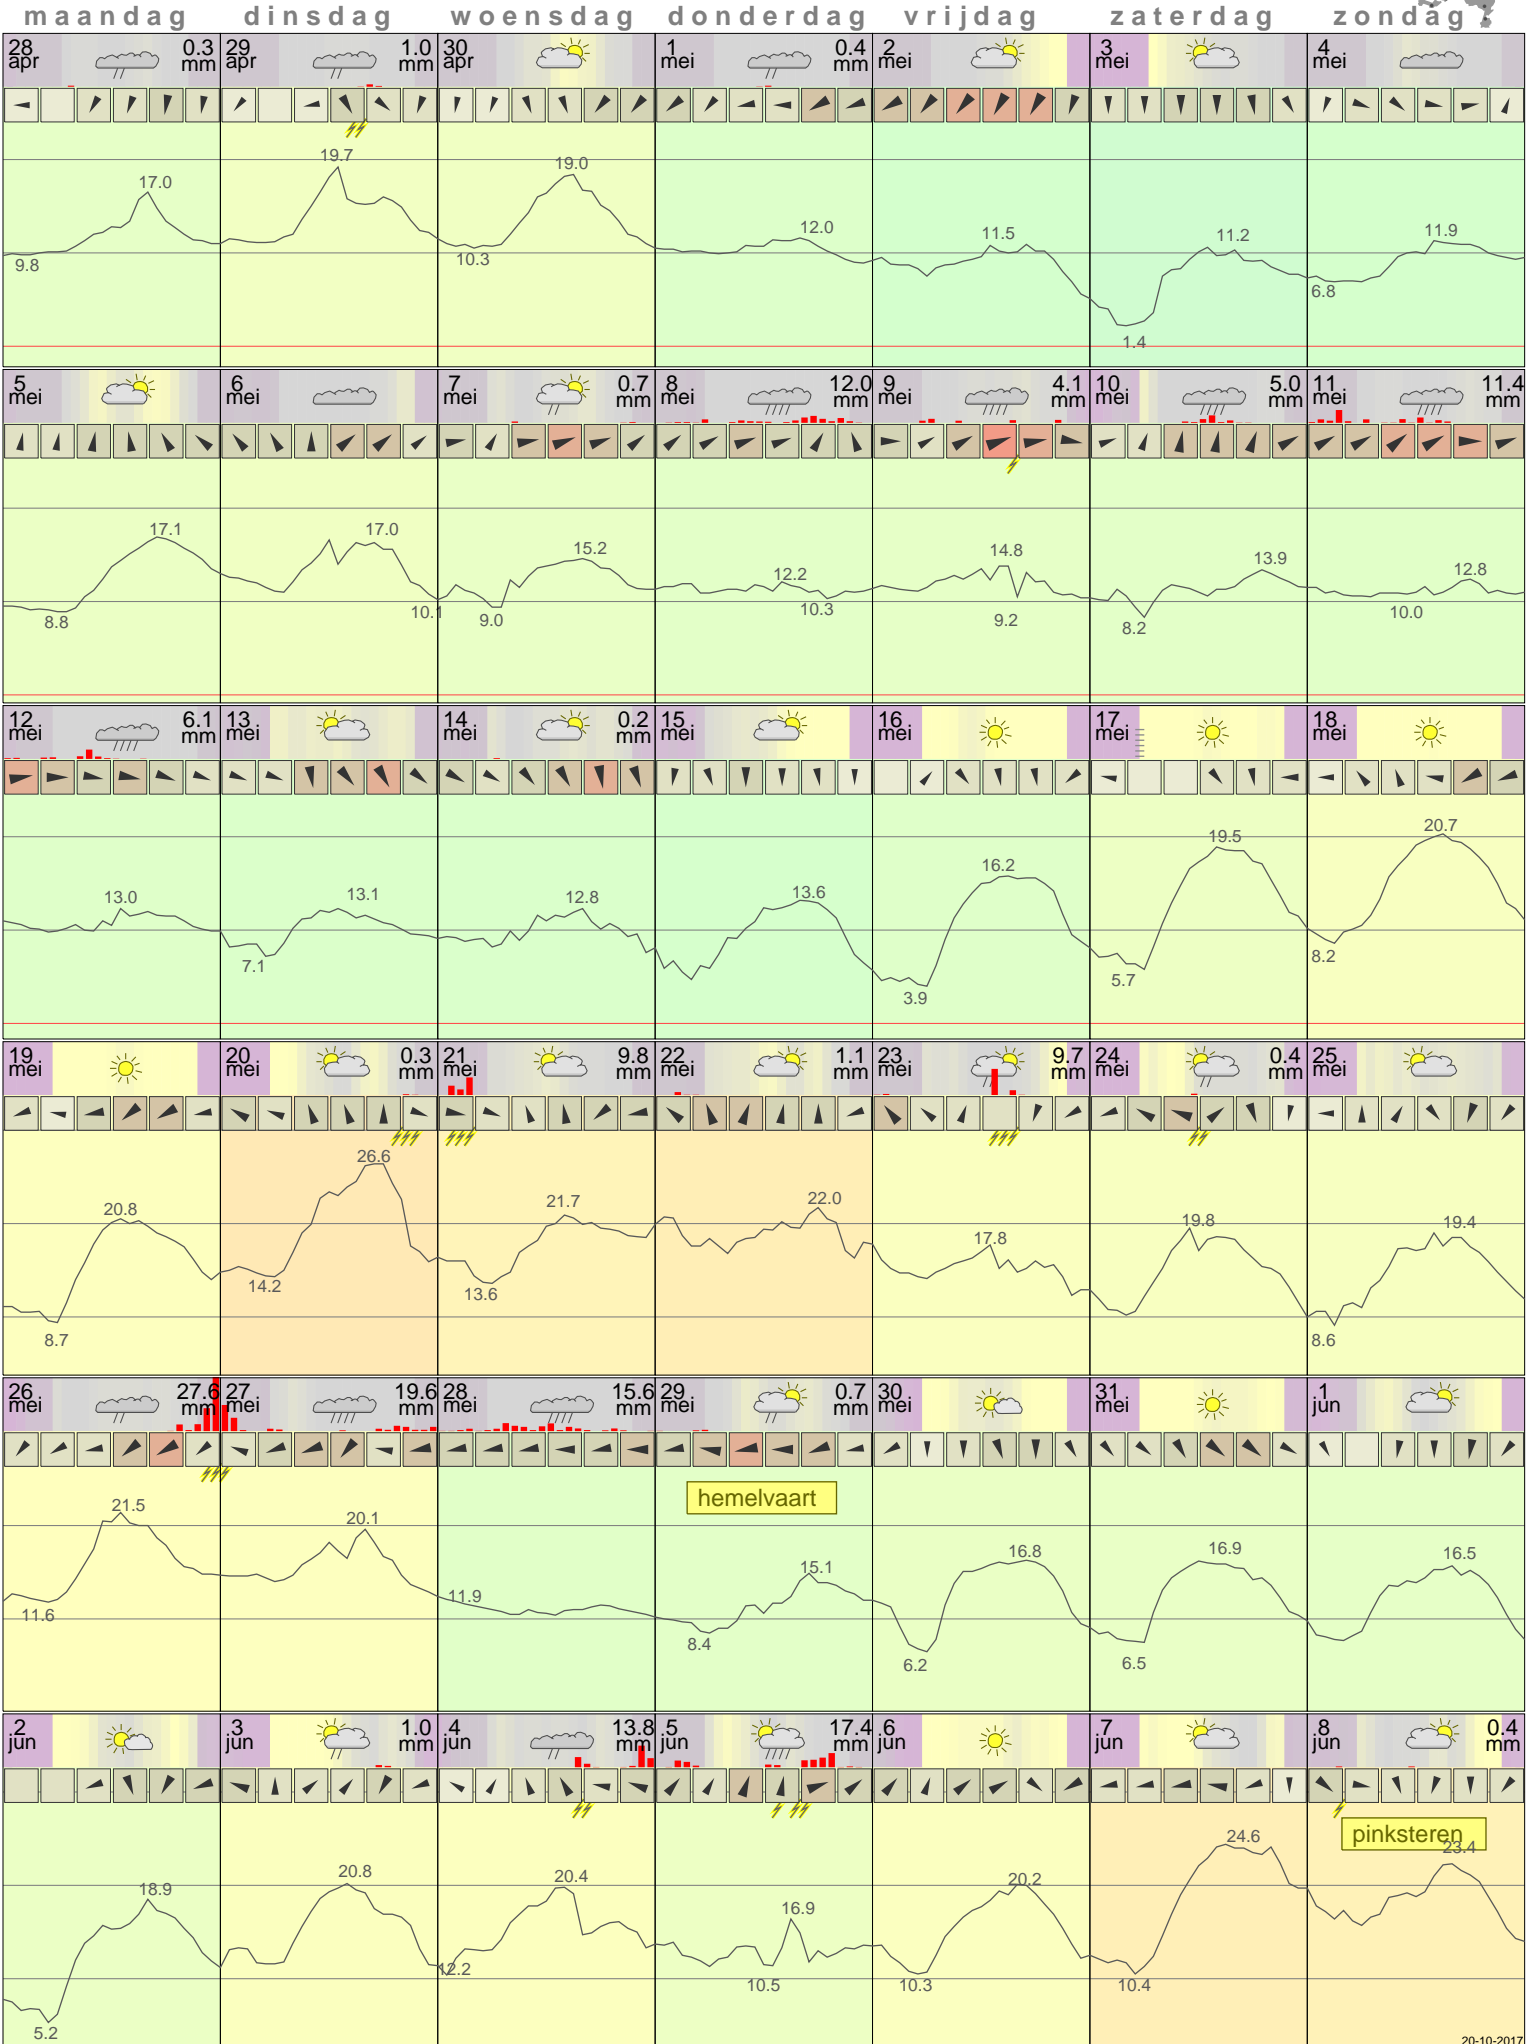 maandag dinsdag woensdag donderdag vrijdag zaterdag zondag
28 apr 0.3 mm 29 apr 1.0 mm 30 apr 1 mei 0.4 mm 2 mei 3 mei 4 mei
19.7 19.0
17.0
12.0 11.5 11.2 11.9
9.8 10.3
6.8
1.4
5 mei 6 mei 7 mei 0.7 mm 8 mei 12.0 mm 9 mei 4.1 mm 10 mei 5.0 mm 11 mei 11.4 mm
17.1 17.0
15.2 14.8 13.9
12.2 12.8
8.8 10.1 9.0 10.3 9.2 8.2 10.0
12 mei 6.1 mm 13 mei 14 mei 0.2 mm 15 mei 16 mei 17 mei 18 mei
19.5 20.7
16.2
13.0 13.1 12.8 13.6
7.1 3.9 5.7 8.2
19 mei 20 mei 0.3 mm 21 mei 9.8 mm 22 mei 1.1 mm 23 mei 9.7 mm 24 mei 0.4 mm 25 mei
26.6
20.8 21.7 22.0 19.8 19.4
17.8
14.2 13.6
8.7 8.6
26 mei 27.6 mm 27 mei 19.6 mm 28 mei 15.6 mm 29 mei 0.7 mm 30 mei 31 mei 1 jun
hemelvaart
21.5 20.1
16.8 16.9 16.5
15.1
11.6 11.9
8.4 6.2 6.5
2 jun 3 jun 1.0 mm 4 jun 13.8 mm 5 jun 17.4 mm 6 jun 7 jun 8 jun 0.4 mm
pinksteren
24.6 23.4
18.9 20.8 20.4 20.2
16.9
12.2 10.5 10.3 10.4
5.2
20-10-2017